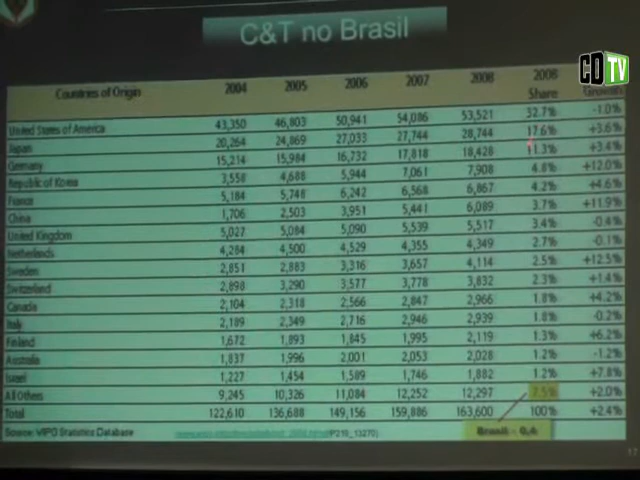 C&T no Brasil
CDTV
Countries of Origin 2004 2005 2006 2007 2008 2008 Share Growth
United States of America 43,350 46,803 50,941 54,086 53,521 32.7% -1.0%
Japan 20,264 24,869 27,033 27,744 28,744 17.6% +3.6%
Germany 15,214 15,984 16,732 17,818 18,428 11.3% +3.4%
Republic of Korea 3,558 4,688 5,944 7,061 7,908 4.8% +12.0%
France 5,184 5,748 6,242 6,568 6,867 4.2% +4.6%
China 1,706 2,503 3,951 5,441 6,089 3.7% +11.9%
United Kingdom 5,027 5,084 5,090 5,539 5,517 3.4% -0.4%
Netherlands 4,284 4,500 4,529 4,355 4,349 2.7% -0.1%
Sweden 2,851 2,883 3,316 3,657 4,114 2.5% +12.5%
Switzerland 2,898 3,290 3,577 3,778 3,832 2.3% +1.4%
Canada 2,104 2,318 2,566 2,847 2,966 1.8% +4.2%
Italy 2,189 2,349 2,716 2,946 2,939 1.8% -0.2%
Finland 1,672 1,893 1,845 1,995 2,119 1.3% +6.2%
Australia 1,837 1,996 2,001 2,053 2,028 1.2% -1.2%
Israel 1,227 1,454 1,589 1,746 1,882 1.2% +7.8%
All Others 9,245 10,326 11,084 12,252 12,297 7.5% +2.0%
Total 122,610 136,688 149,156 159,886 163,600 100% +2.4%
Source: WIPO Statistics Database
Brasil - 0,4